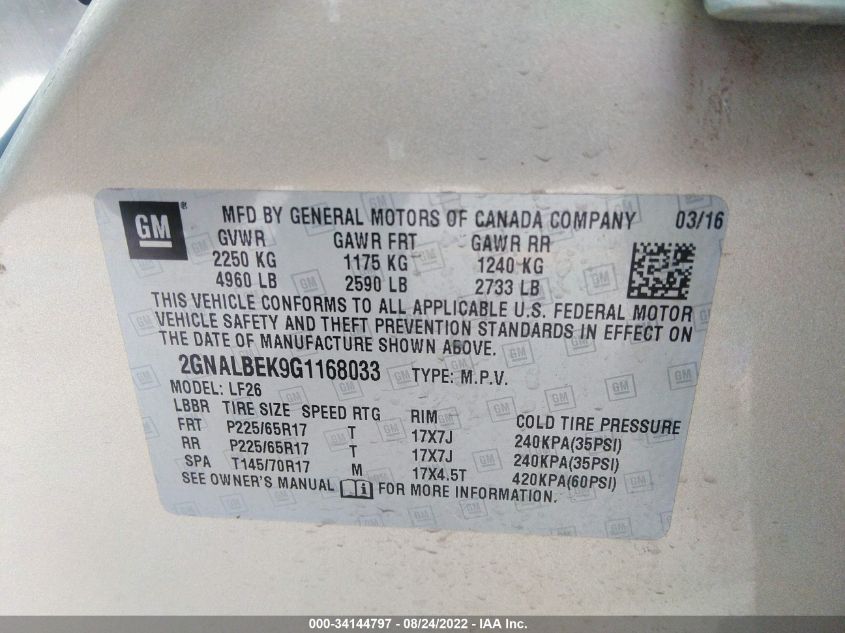 GM ®
MFD BY GENERAL MOTORS OF CANADA COMPANY 03/16
GVWR GAWR FRT GAWR RR
2250 KG 1175 KG 1240 KG
4960 LB 2590 LB 2733 LB
THIS VEHICLE CONFORMS TO ALL APPLICABLE U.S. FEDERAL MOTOR
VEHICLE SAFETY AND THEFT PREVENTION STANDARDS IN EFFECT ON
THE DATE OF MANUFACTURE SHOWN ABOVE.
2GNALBEK9G1168033 TYPE: M.P.V.
MODEL: LF26
LBBR TIRE SIZE SPEED RTG RIM COLD TIRE PRESSURE
FRT P225/65R17 T 17X7J 240KPA(35PSI)
RR P225/65R17 T 17X7J 240KPA(35PSI)
SPA T145/70R17 M 17X4.5T 420KPA(60PSI)
SEE OWNER'S MANUAL FOR MORE INFORMATION.
000-34144797 - 08/24/2022 - IAA Inc.